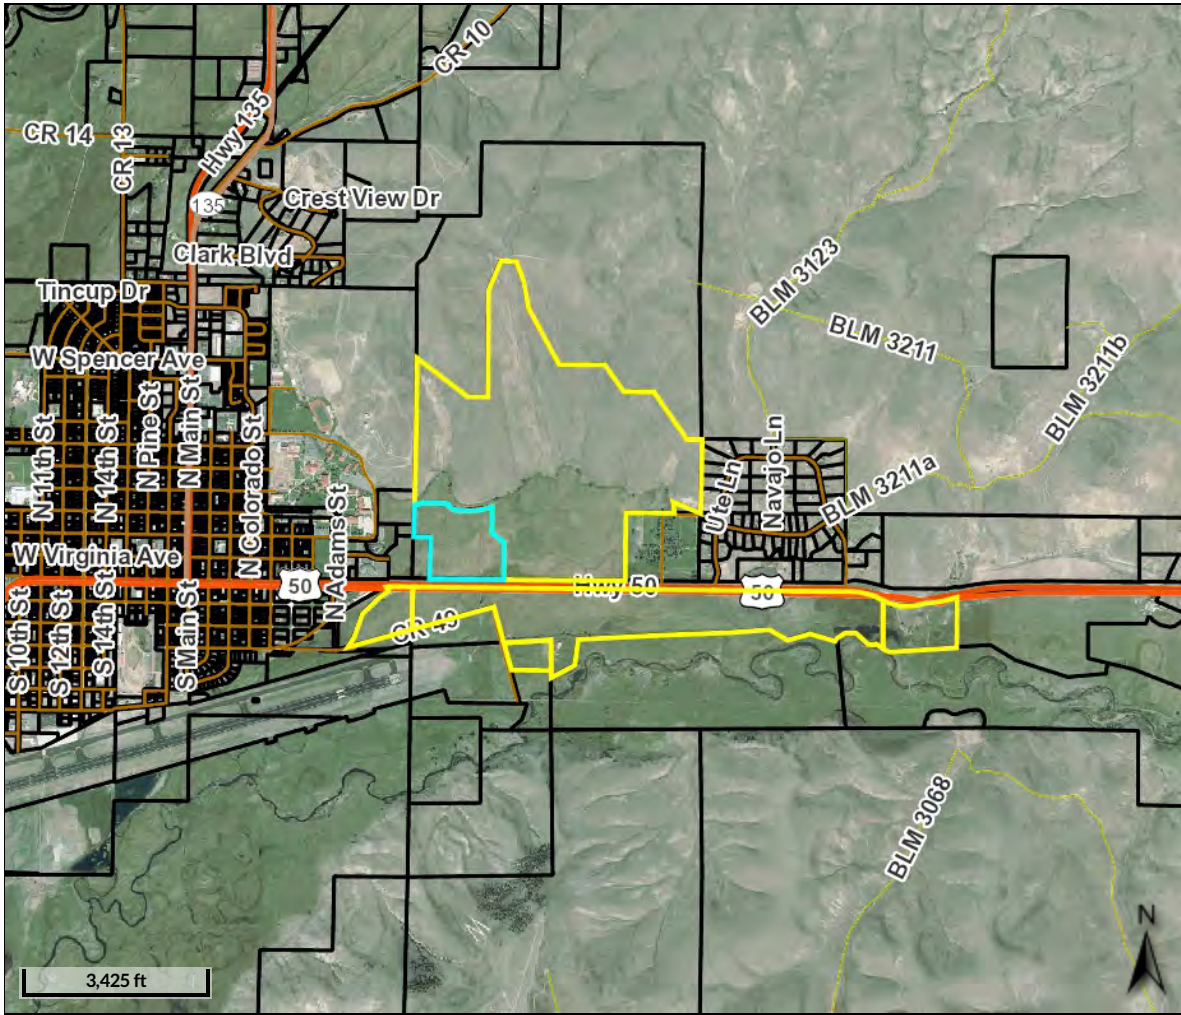 CR 10
Hwy 135
CR 14
CR 13
135
Crest View Dr
Clark Blvd
Tincup Dr
BLM 3123
BLM 3211
BLM 3211b
W Spencer Ave
N Main St
N Pine St
N 11th St
N 14th St
N Colorado St
N Adams St
Ute Ln
Navajo Ln
BLM 3211a
W Virginia Ave
50
Hwy 50
50
CR 49
S 10th St
S 12th St
S 14th St
S Main St
BLM 3068
N
3,425 ft